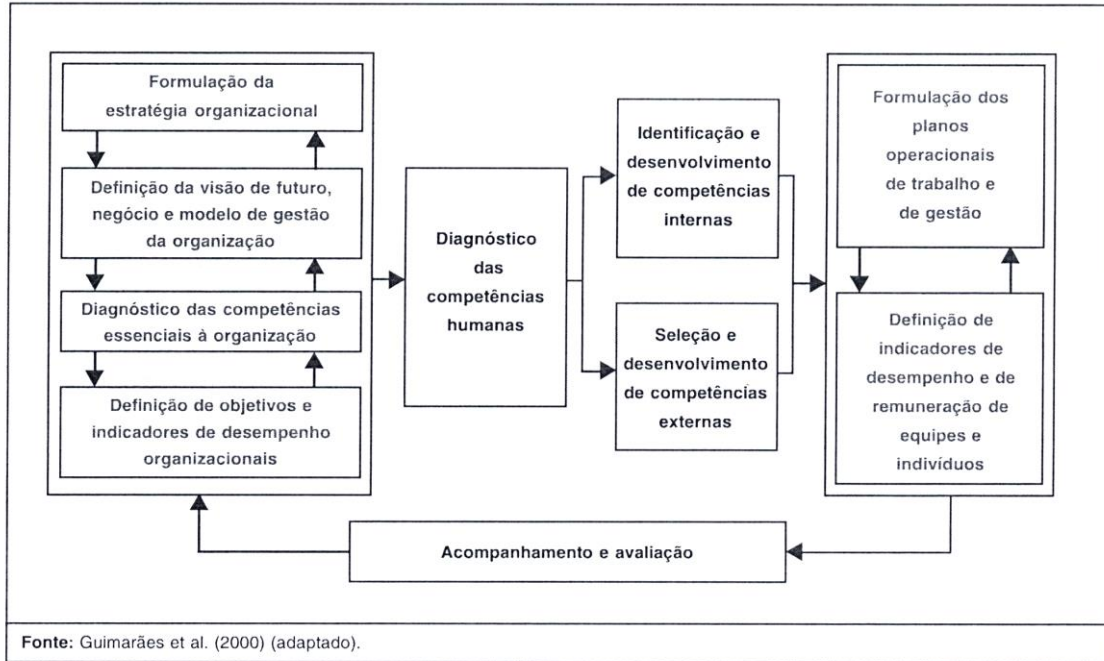 Formulação da
estratégia organizacional
Definição da visão de futuro,
negócio e modelo de gestão
da organização
Diagnóstico das competências
essenciais à organização
Definição de objetivos e
indicadores de desempenho
organizacionais
Diagnóstico
das
competências
humanas
Identificação e
desenvolvimento
de competências
internas
Seleção e
desenvolvimento
de competências
externas
Formulação dos
planos
operacionais
de trabalho e
de gestão
Definição de
indicadores de
desempenho e de
remuneração de
equipes e
indivíduos
Acompanhamento e avaliação
Fonte: Guimarães et al. (2000) (adaptado).